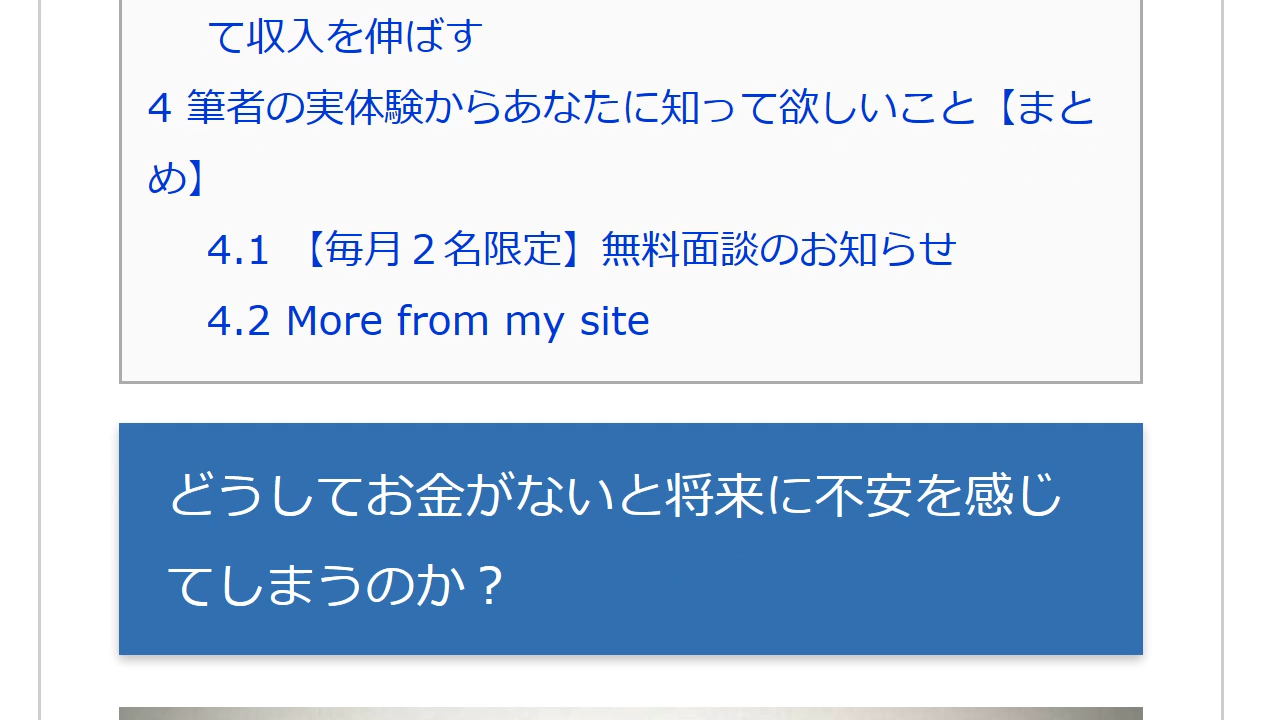 て収入を伸ばす
4 筆者の実体験からあなたに知って欲しいこと【まと
め】
4.1 【毎月２名限定】無料面談のお知らせ
4.2 More from my site
どうしてお金がないと将来に不安を感じ
てしまうのか？